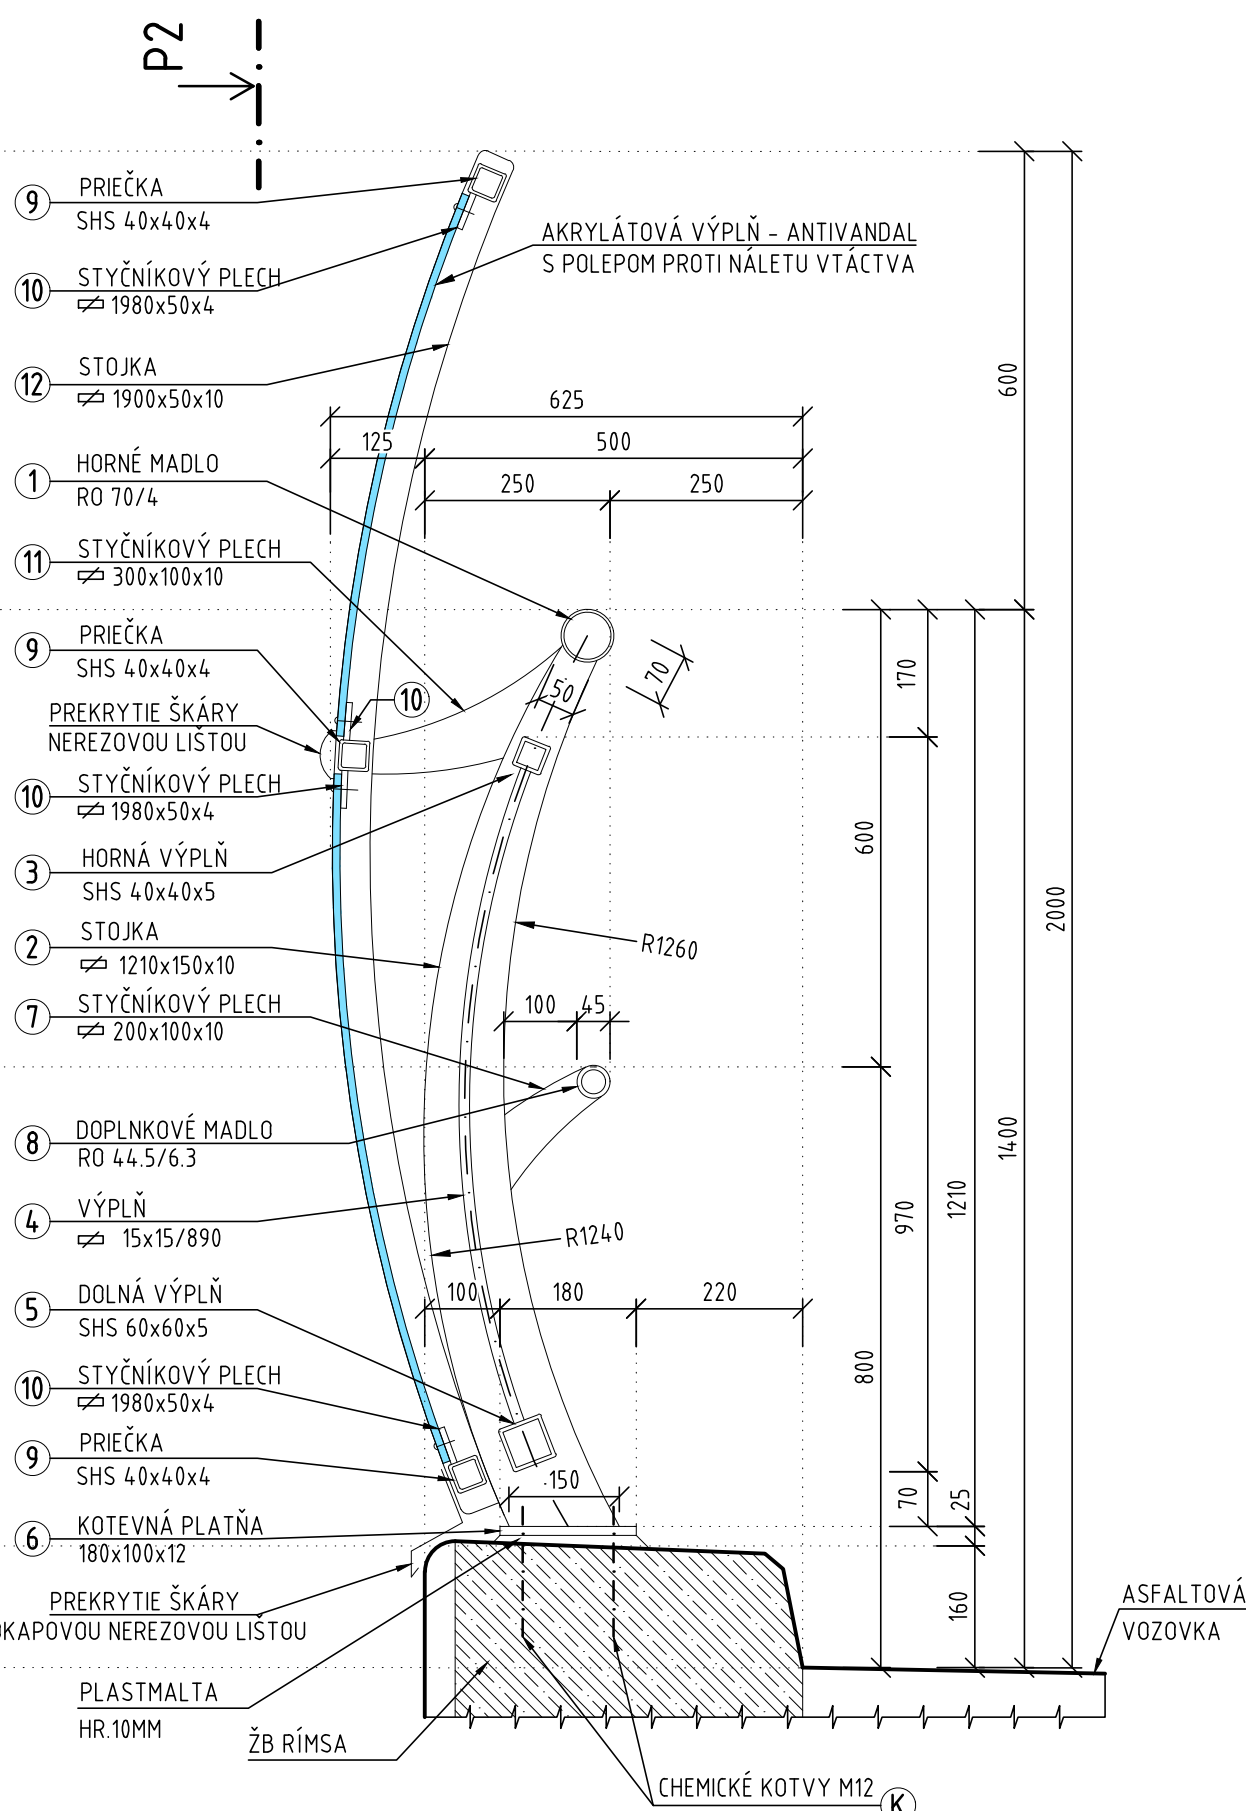 P2
9 PRIEČKA
SHS 40x40x4
AKRYLÁTOVÁ VÝPLŇ - ANTIVANDAL
S POLEPOM PROTI NÁLETU VTÁCTVA
10 STYČNÍKOVÝ PLECH
1980x50x4
12 STOJKA
1900x50x10
600
625
125
500
1 HORNÉ MADLO
RO 70/4
250
250
11 STYČNÍKOVÝ PLECH
300x100x10
9 PRIEČKA
SHS 40x40x4
10
50
70
170
PREKRYTIE ŠKÁRY
NEREZOVOU LIŠTOU
10 STYČNÍKOVÝ PLECH
1980x50x4
3 HORNÁ VÝPLŇ
SHS 40x40x5
600
2000
2 STOJKA
1210x150x10
R1260
7 STYČNÍKOVÝ PLECH
200x100x10
100
45
8 DOPLNKOVÉ MADLO
RO 44.5/6.3
1400
4 VÝPLŇ
15x15/890
970
1210
R1240
5 DOLNÁ VÝPLŇ
SHS 60x60x5
100
180
220
800
10 STYČNÍKOVÝ PLECH
1980x50x4
9 PRIEČKA
SHS 40x40x4
150
70
25
6 KOTEVNÁ PLATŇA
180x100x12
PREKRYTIE ŠKÁRY
OKAPOVOU NEREZOVOU LIŠTOU
160
ASFALTOVÁ
VOZOVKA
PLASTMALTA
HR.10MM
ŽB RÍMSA
CHEMICKÉ KOTVY M12 K